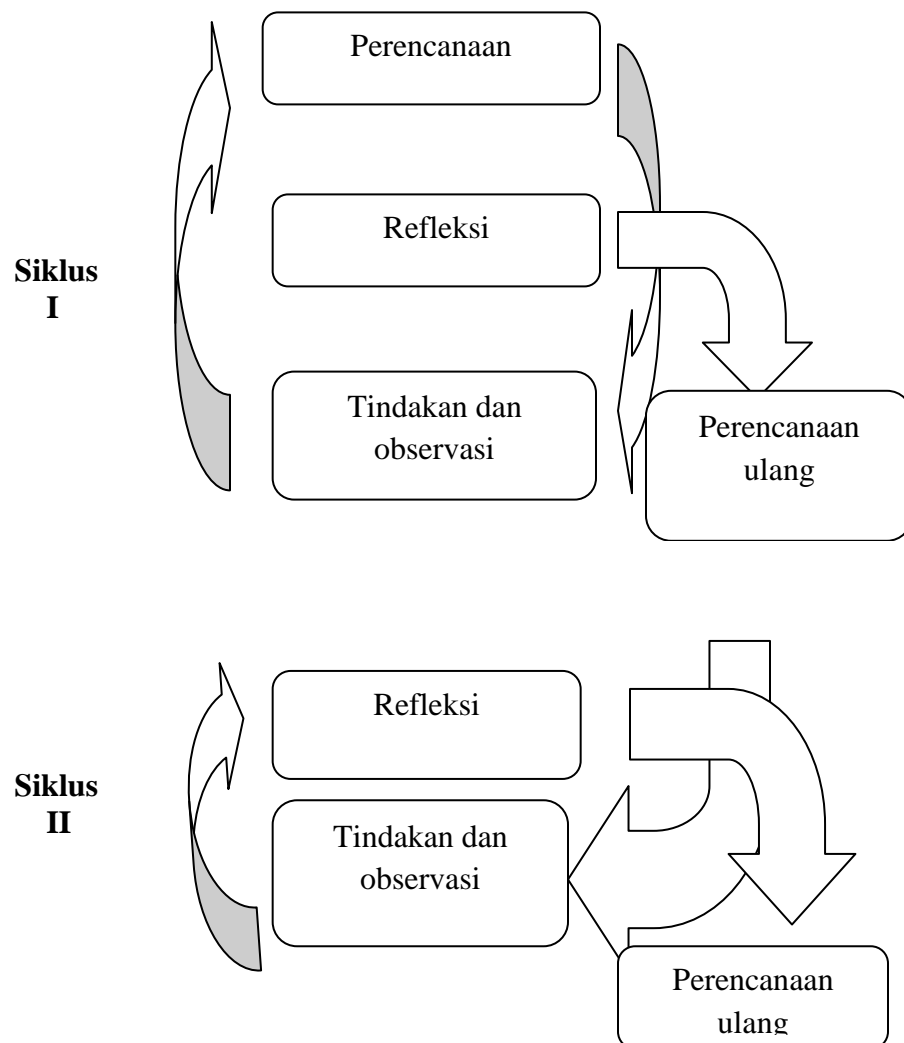 Perencanaan
Refleksi
Siklus
I
Tindakan dan
observasi
Perencanaan
ulang
Refleksi
Siklus
II
Tindakan dan
observasi
Perencanaan
ulang